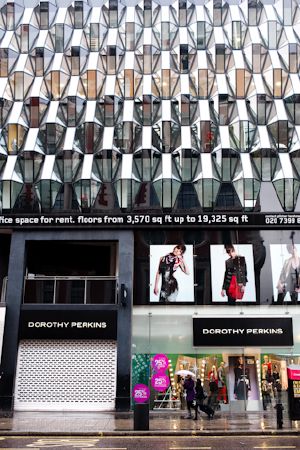 fice space for rent. floors from 3,570 sq ft up to 19,325 sq ft
020 7399
DOROTHY PERKINS
DOROTHY PERKINS
25%
25%